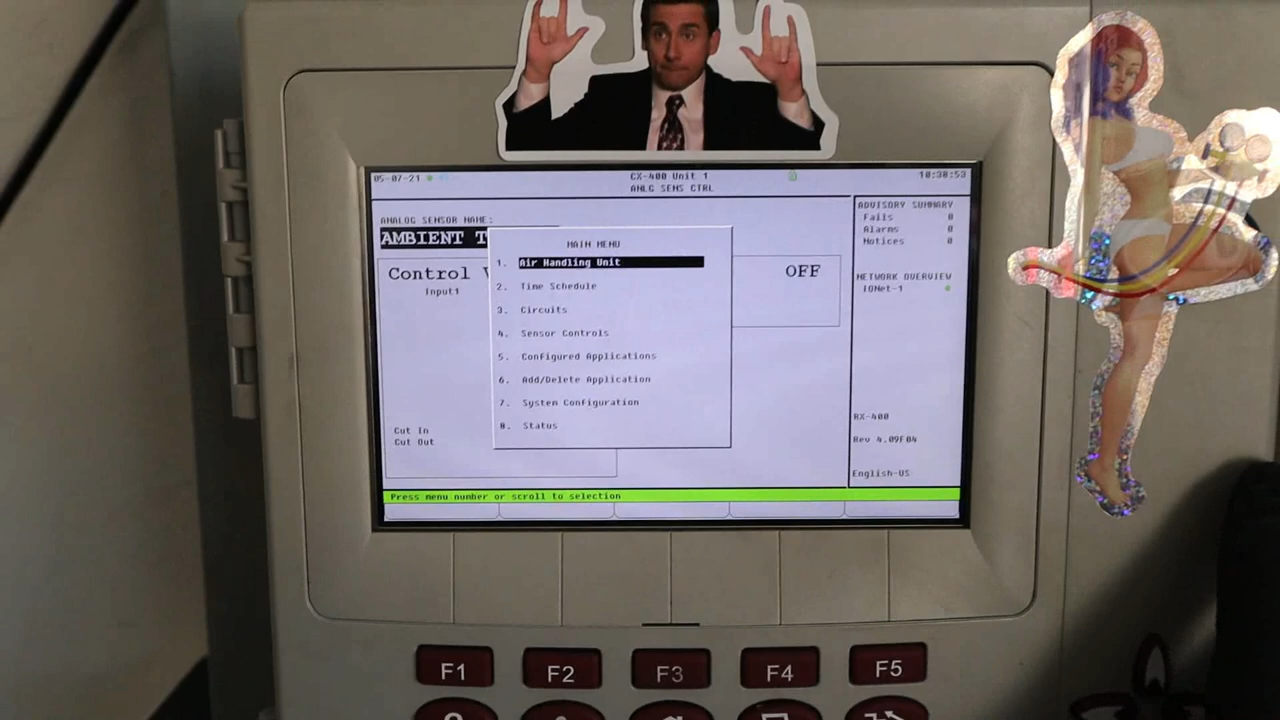 05-07-21
CX-400 Unit 1
10:38:53
ANLG SENS CTRL
ANALOG SENSOR NAME:
AMBIENT T
Control
Input1
OFF
Cut In
Cut Out
MAIN MENU
1. Air Handling Unit
2. Time Schedule
3. Circuits
4. Sensor Controls
5. Configured Applications
6. Add/Delete Application
7. System Configuration
8. Status
ADVISORY SUMMARY
Fails 0
Alarms 0
Notices 0
NETWORK OVERVIEW
IONet-1
RX-400
Rev 4.09F04
English-US
Press menu number or scroll to selection
F1 F2 F3 F4 F5